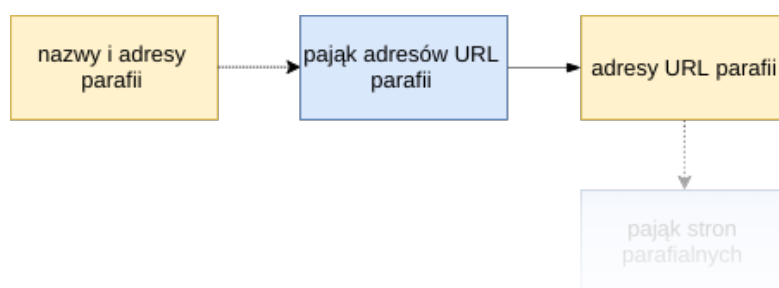 nazwy i adresy
parafii
pająk adresów URL
parafii
adresy URL parafii
pająk stron
parafialnych